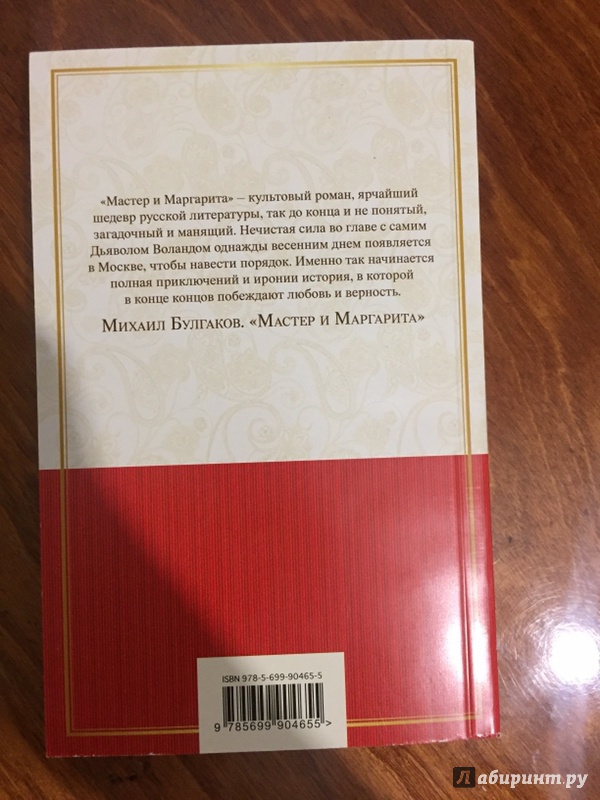 «Мастер и Маргарита» – культовый роман, ярчайший
шедевр русской литературы, так до конца и не понятый,
загадочный и манящий. Нечистая сила во главе с самим
Дьяволом Воландом однажды весенним днем появляется
в Москве, чтобы навести порядок. Именно так начинается
полная приключений и иронии история, в которой
в конце концов побеждают любовь и верность.
Михаил Булгаков. «Мастер и Маргарита»
ISBN 978-5-699-90465-5
9 785699 904655 >
Лабиринт.ру